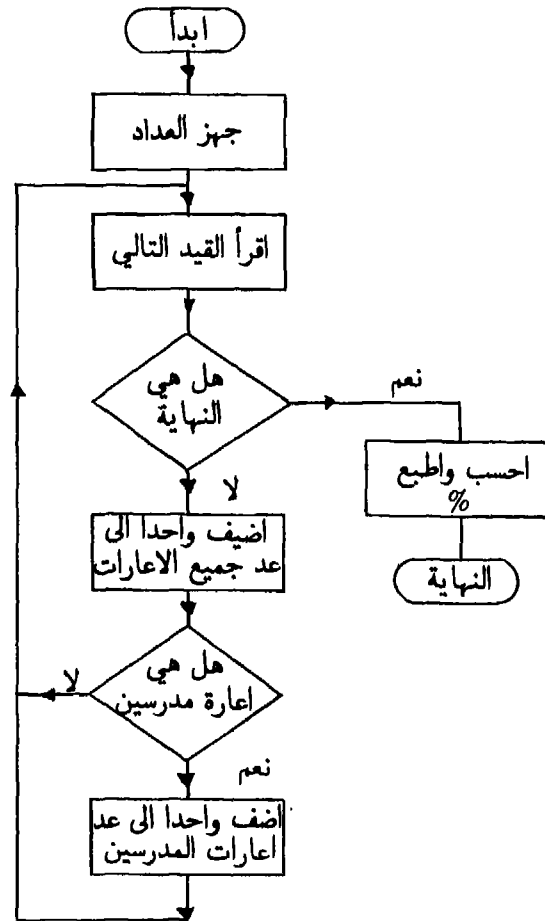 ابدأ
جهز العداد
اقرأ القيد التالي
هل هي
النهاية
نعم
احسب واطبع
%
النهاية
لا
اضيف واحدا الى
عد جميع الاعارات
هل هي
اعارة مدرسين
لا
نعم
اضف واحدا الى عد
اعارات المدرسين